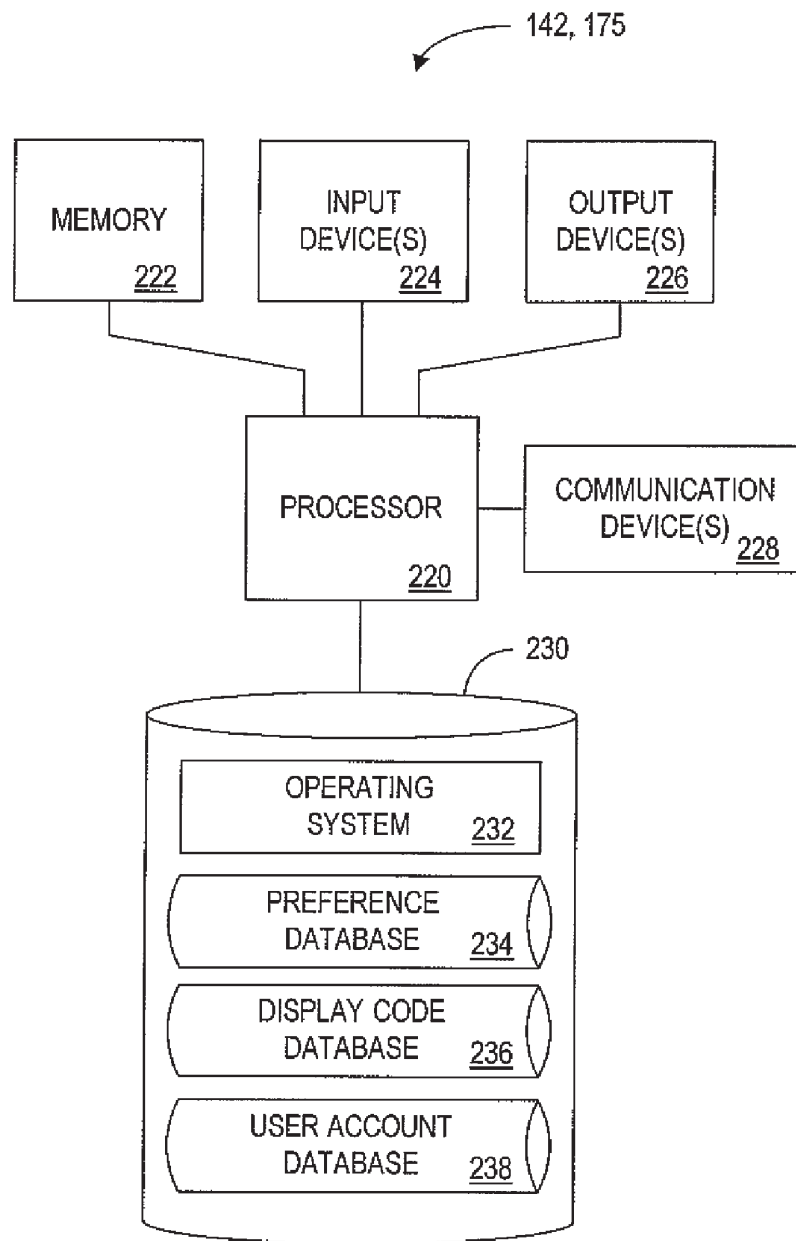 142, 175
MEMORY
222
INPUT
DEVICE(S)
224
OUTPUT
DEVICE(S)
226
PROCESSOR
220
COMMUNICATION
DEVICE(S) 228
230
OPERATING
SYSTEM 232
PREFERENCE
DATABASE 234
DISPLAY CODE
DATABASE 236
USER ACCOUNT
DATABASE 238